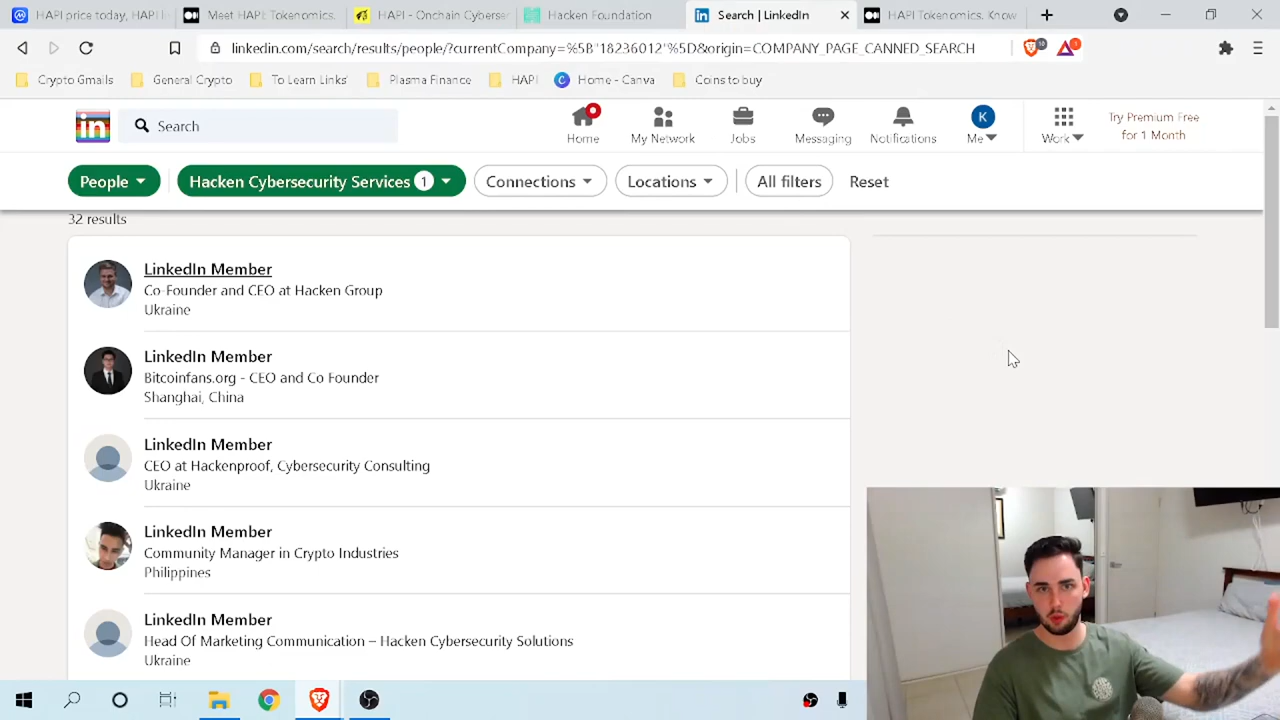 HAPI price today, HAPI
Meet HAPI Tokenomics.
HAPI - Onchain Cyberse
Hacken Foundation
Search | LinkedIn
HAPI Tokenomics. Know
linkedin.com/search/results/people/?currentCompany=%5B"18236012"%5D&origin=COMPANY_PAGE_CANNED_SEARCH
Crypto Gmails
General Crypto
To Learn Links
Plasma Finance
HAPI
Home - Canva
Coins to buy
in
Search
Home
My Network
Jobs
Messaging
Notifications
K
Me
Work
Try Premium Free
for 1 Month
People
Hacken Cybersecurity Services 1
Connections
Locations
All filters
Reset
32 results
LinkedIn Member
Co-Founder and CEO at Hacken Group
Ukraine
LinkedIn Member
Bitcoinfans.org - CEO and Co Founder
Shanghai, China
LinkedIn Member
CEO at Hackenproof, Cybersecurity Consulting
Ukraine
LinkedIn Member
Community Manager in Crypto Industries
Philippines
LinkedIn Member
Head Of Marketing Communication – Hacken Cybersecurity Solutions
Ukraine